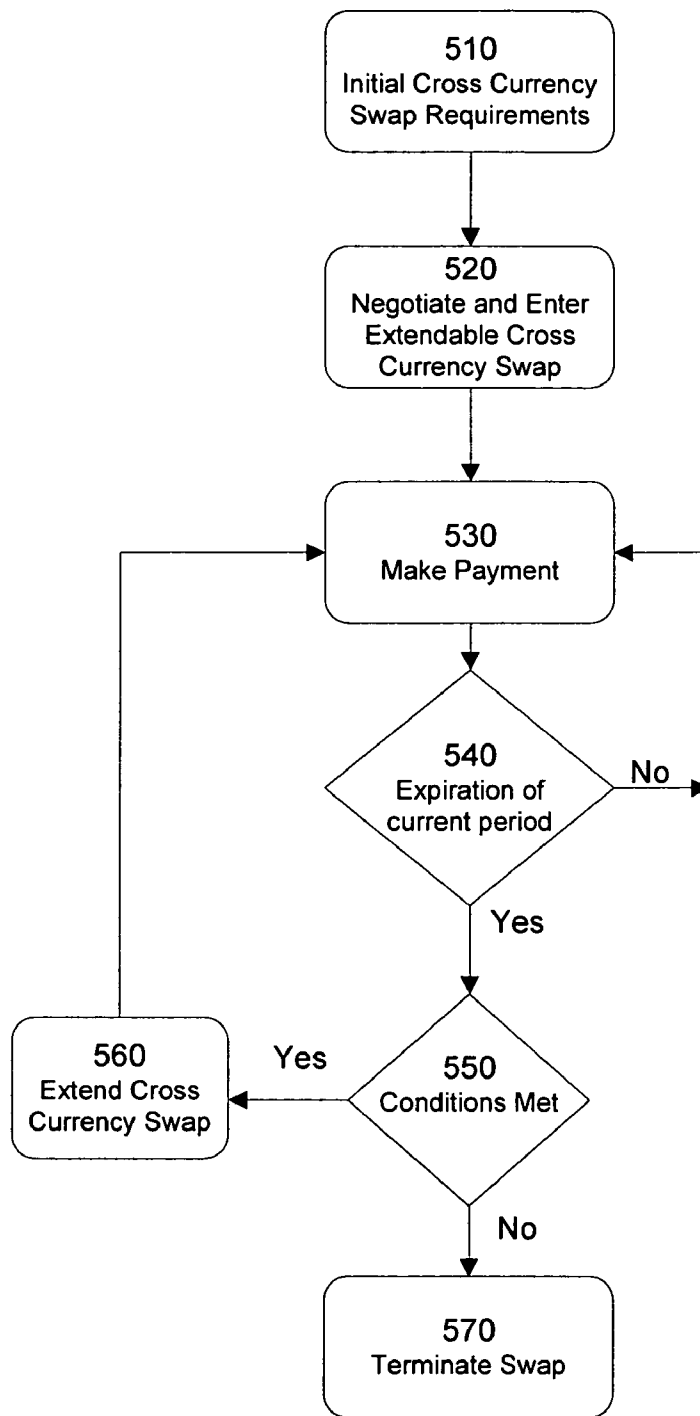 510
Initial Cross Currency
Swap Requirements
520
Negotiate and Enter
Extendable Cross
Currency Swap
530
Make Payment
540
Expiration of
current period
No
Yes
550
Conditions Met
Yes
560
Extend Cross
Currency Swap
No
570
Terminate Swap